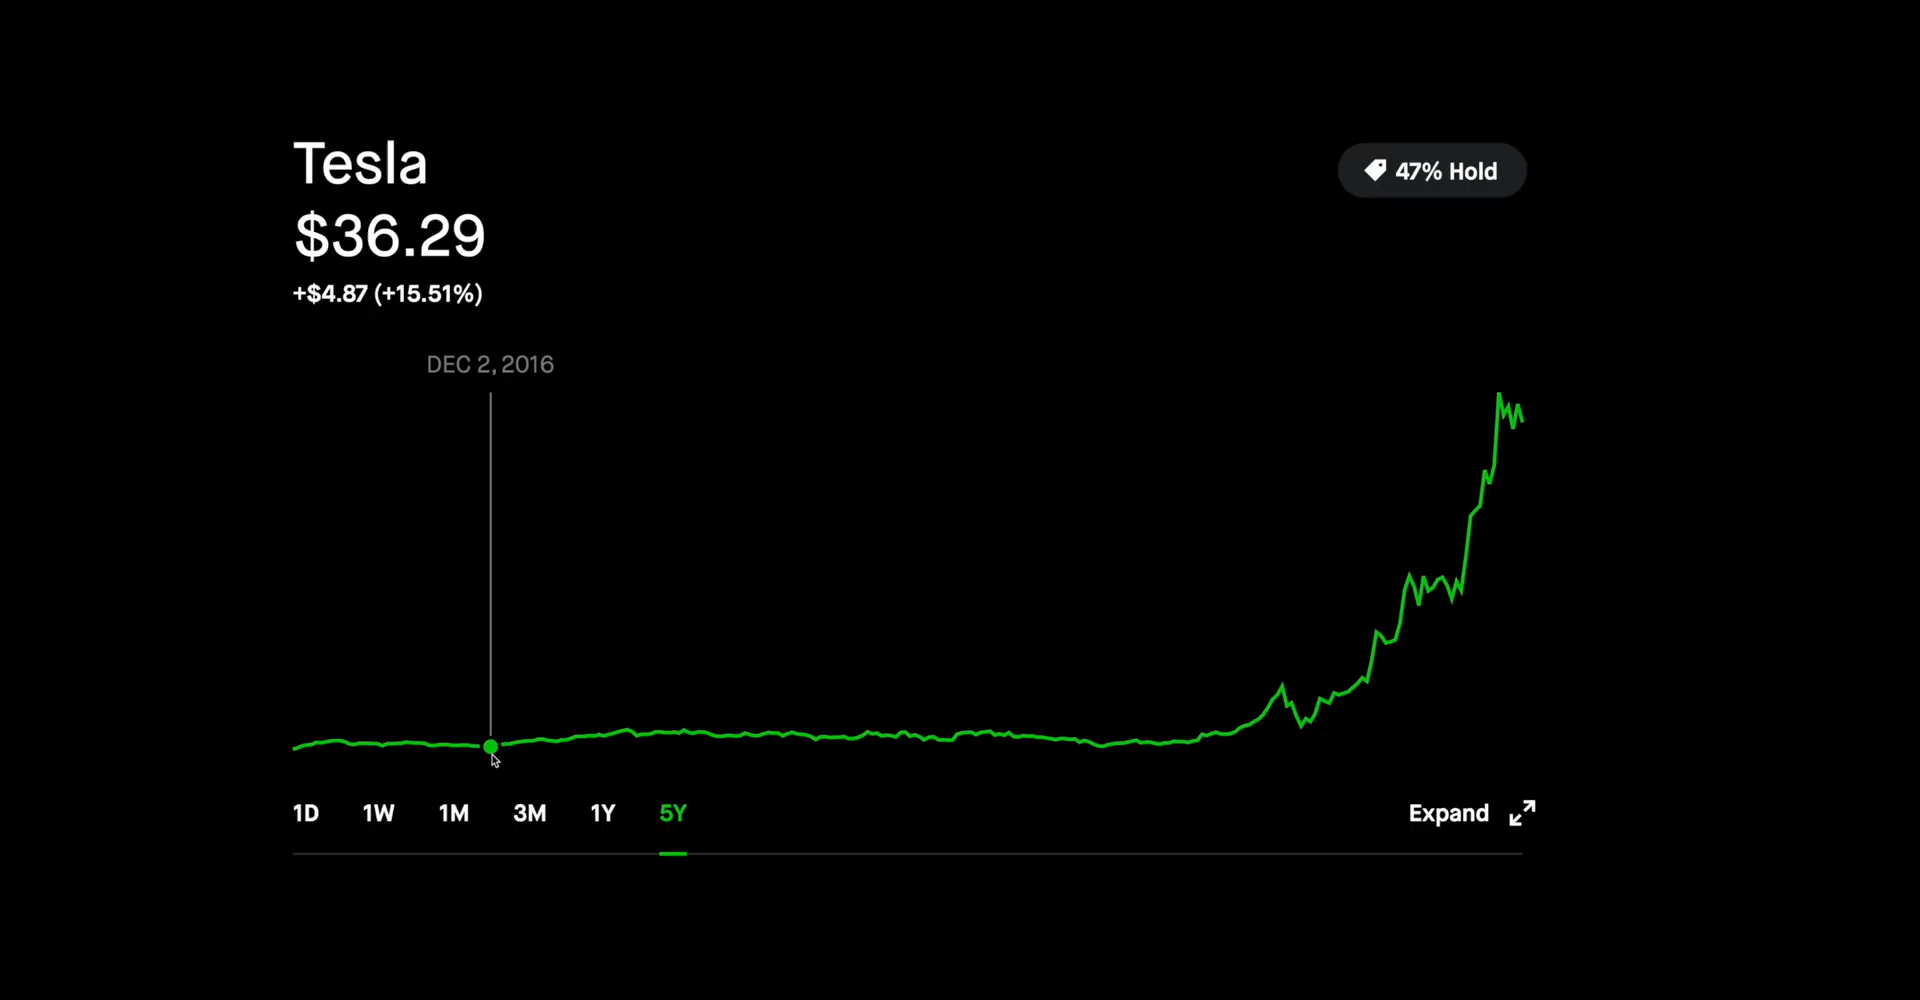 Tesla
47% Hold
$36.29
+$4.87 (+15.51%)
DEC 2, 2016
1D 1W 1M 3M 1Y 5Y Expand